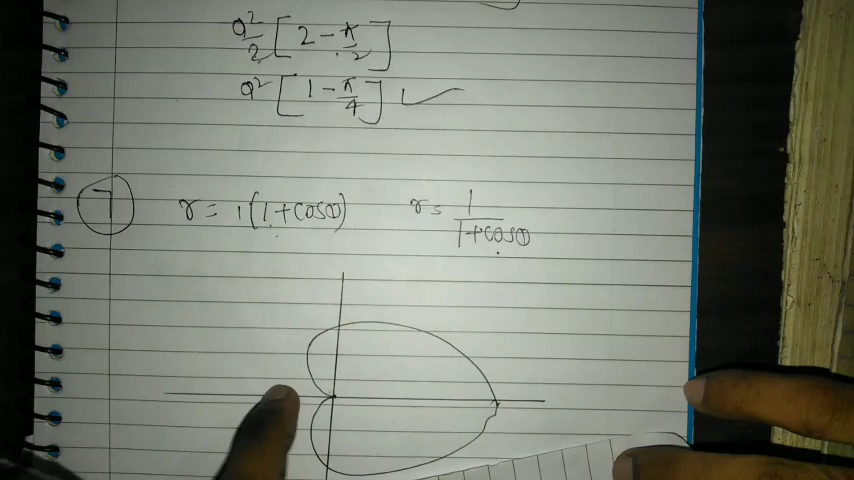 a²/2 [ 2 - π/2 ]
a² [ 1 - π/4 ] ✓
7 r = 1(1+cosθ) r = 1/(1+cosθ)